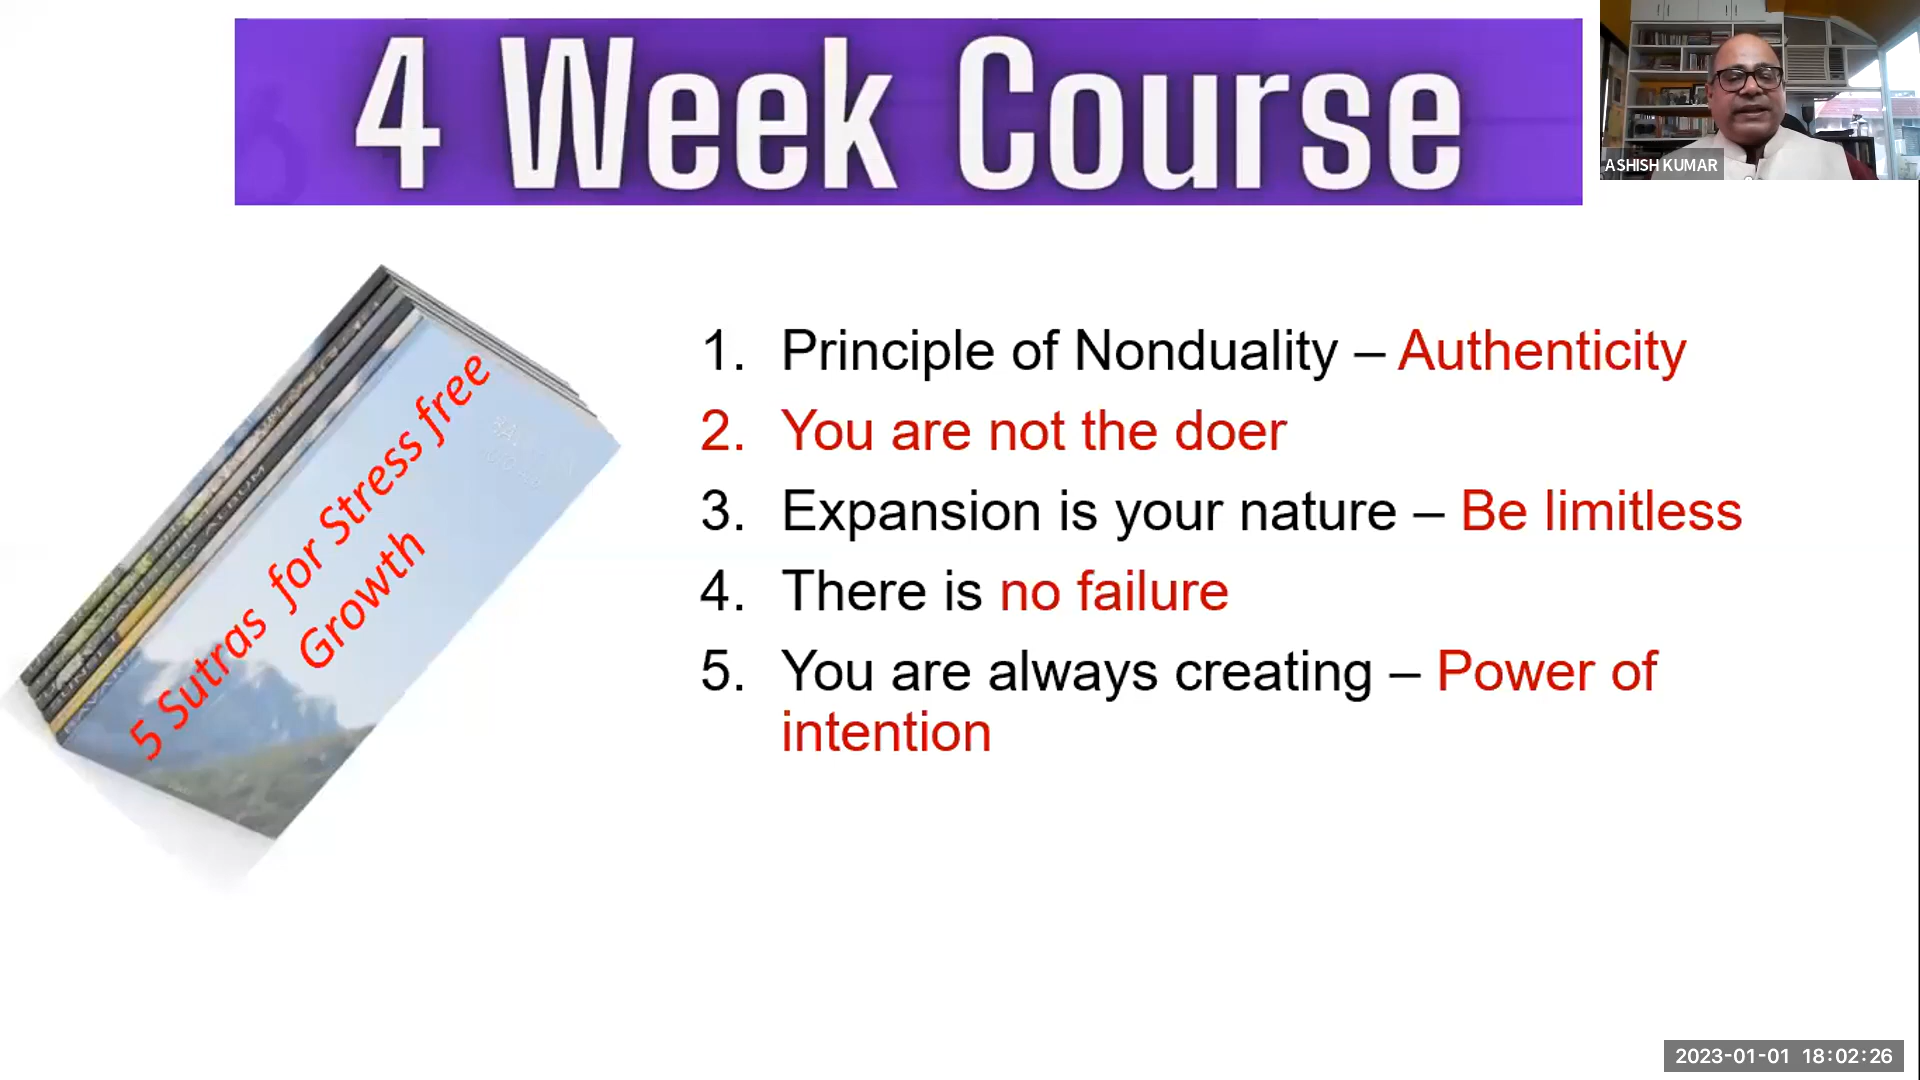 4 Week Course
ASHISH KUMAR
5 Sutras for Stress free
Growth
1. Principle of Nonduality – Authenticity
2. You are not the doer
3. Expansion is your nature – Be limitless
4. There is no failure
5. You are always creating – Power of
intention
2023-01-01 18:02:26